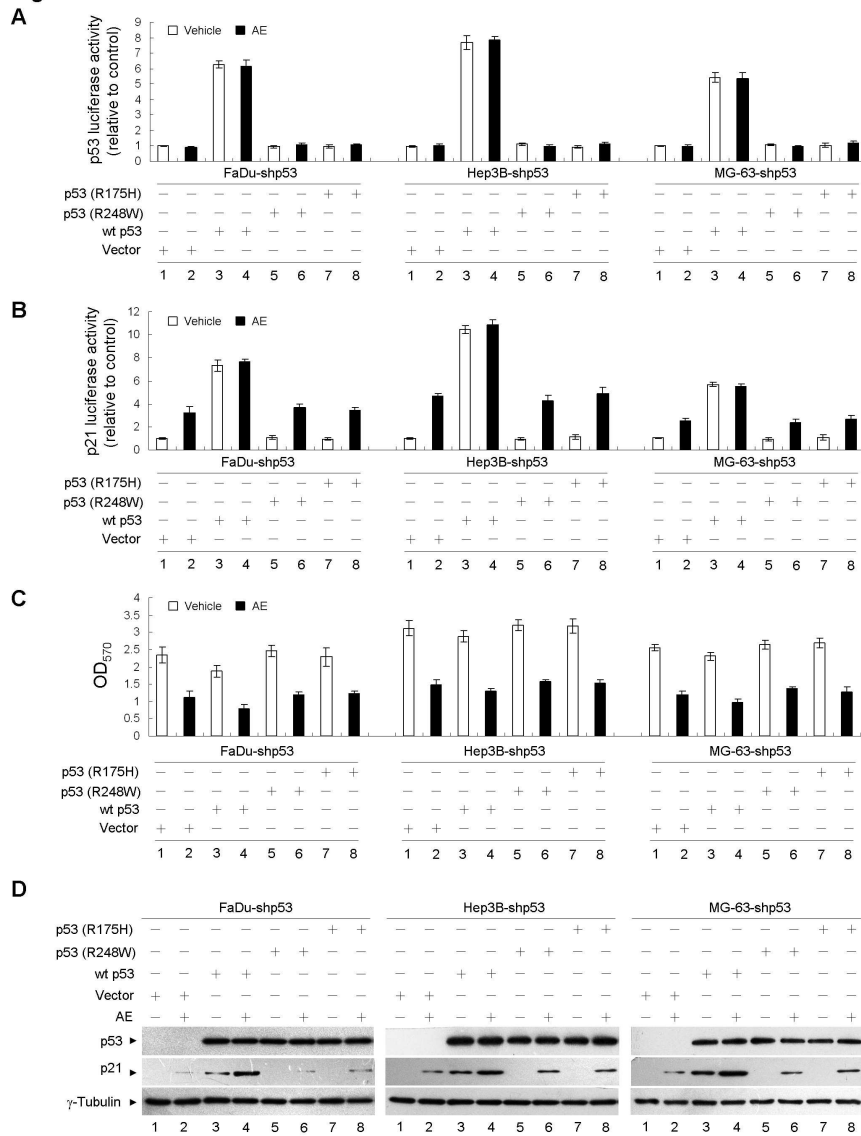 A
p53 luciferase activity
(relative to control)
9
8
7
6
5
4
3
2
1
0
Vehicle AE
FaDu-shp53 Hep3B-shp53 MG-63-shp53
p53 (R175H) – – – – – – + + – – – – – – + + – – – – – – + +
p53 (R248W) – – – – + + – – – – – – + + – – – – – – + + – –
wt p53 – – + + – – – – – – + + – – – – – – + + – – – –
Vector + + – – – – – – + + – – – – – – + + – – – – – –
1 2 3 4 5 6 7 8 1 2 3 4 5 6 7 8 1 2 3 4 5 6 7 8
B
p21 luciferase activity
(relative to control)
12
10
8
6
4
2
0
Vehicle AE
FaDu-shp53 Hep3B-shp53 MG-63-shp53
p53 (R175H) – – – – – – + + – – – – – – + + – – – – – – + +
p53 (R248W) – – – – + + – – – – – – + + – – – – – – + + – –
wt p53 – – + + – – – – – – + + – – – – – – + + – – – –
Vector + + – – – – – – + + – – – – – – + + – – – – – –
1 2 3 4 5 6 7 8 1 2 3 4 5 6 7 8 1 2 3 4 5 6 7 8
C
OD570
4
3.5
3
2.5
2
1.5
1
0.5
0
Vehicle AE
FaDu-shp53 Hep3B-shp53 MG-63-shp53
p53 (R175H) – – – – – – + + – – – – – – + + – – – – – – + +
p53 (R248W) – – – – + + – – – – – – + + – – – – – – + + – –
wt p53 – – + + – – – – – – + + – – – – – – + + – – – –
Vector + + – – – – – – + + – – – – – – + + – – – – – –
1 2 3 4 5 6 7 8 1 2 3 4 5 6 7 8 1 2 3 4 5 6 7 8
D
FaDu-shp53 Hep3B-shp53 MG-63-shp53
p53 (R175H) – – – – – – + + – – – – – – + + – – – – – – + +
p53 (R248W) – – – – + + – – – – – – + + – – – – – – + + – –
wt p53 – – + + – – – – – – + + – – – – – – + + – – – –
Vector + + – – – – – – + + – – – – – – + + – – – – – –
AE – + – + – + – + – + – + – + – + – + – + – + – +
p53 ►
p21 ►
γ-Tubulin ►
1 2 3 4 5 6 7 8 1 2 3 4 5 6 7 8 1 2 3 4 5 6 7 8